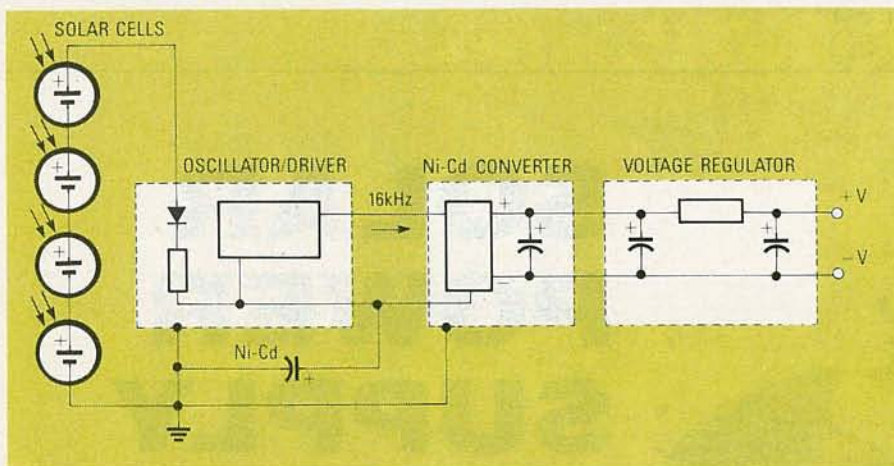 SOLAR CELLS
OSCILLATOR/DRIVER
Ni-Cd CONVERTER
VOLTAGE REGULATOR
16kHz
+V
−V
Ni-Cd